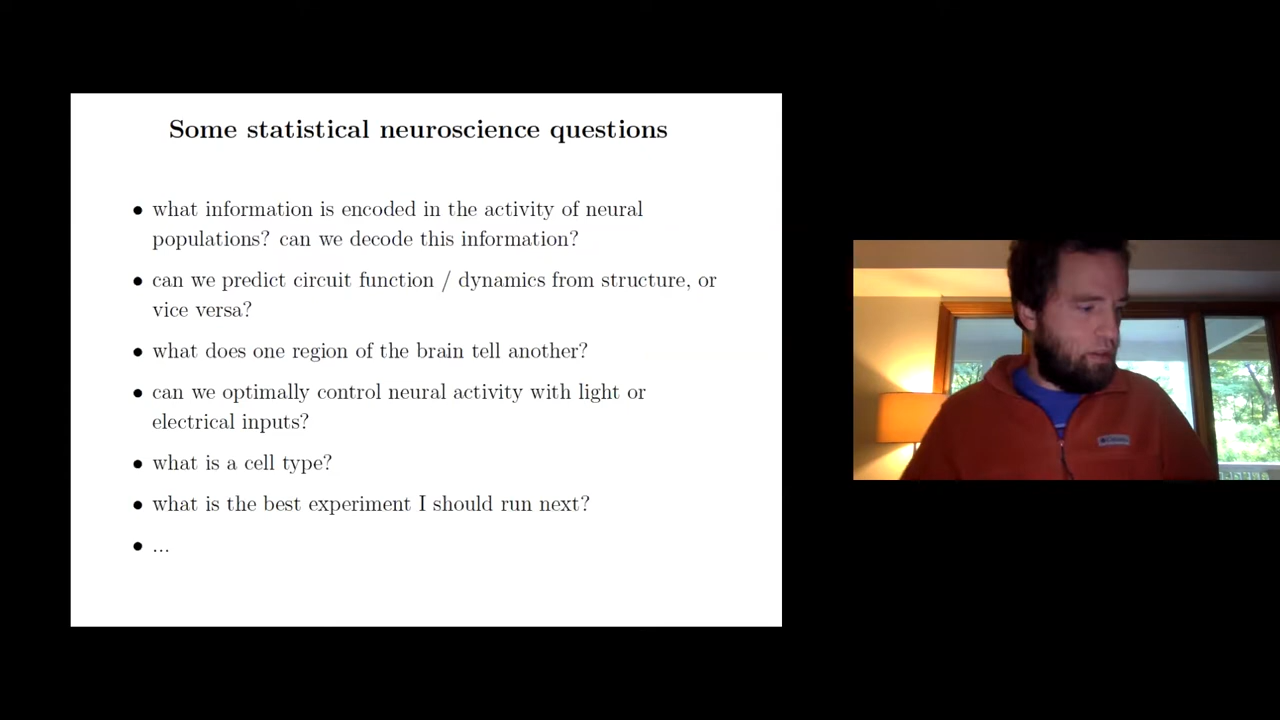 Some statistical neuroscience questions
• what information is encoded in the activity of neural
populations? can we decode this information?
• can we predict circuit function / dynamics from structure, or
vice versa?
• what does one region of the brain tell another?
• can we optimally control neural activity with light or
electrical inputs?
• what is a cell type?
• what is the best experiment I should run next?
• ...